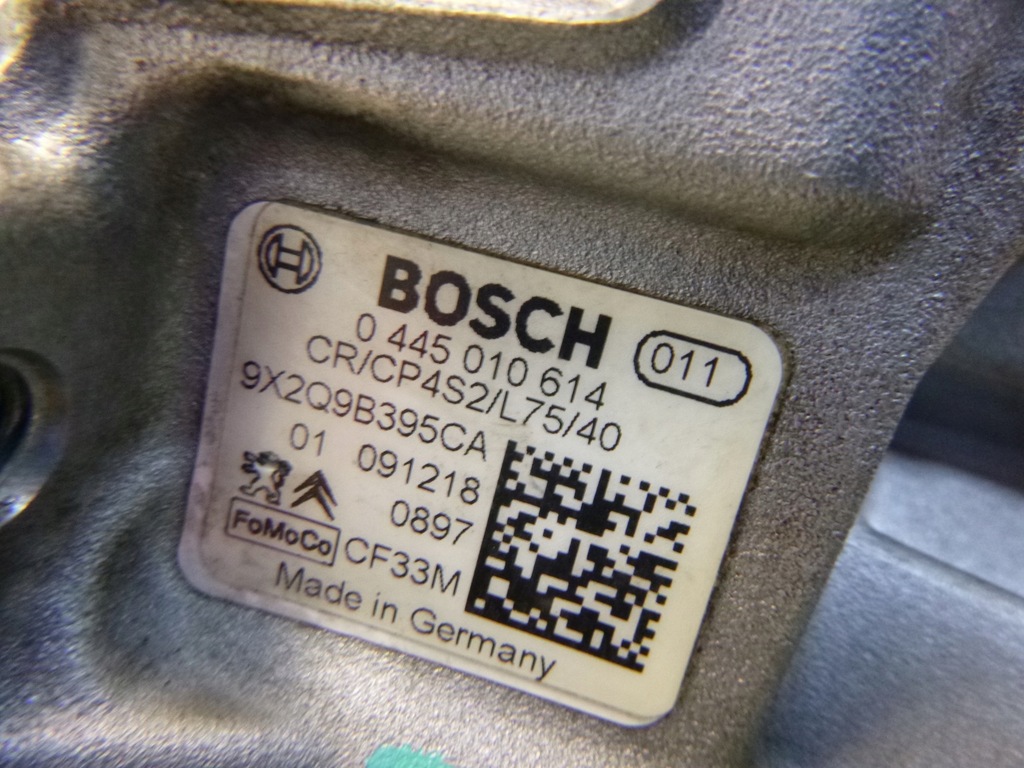 BOSCH
011
0 445 010 614
CR/CP4S2/L75/40
9X2Q9B395CA
01 091218
0897
FoMoCo CF33M
Made in Germany